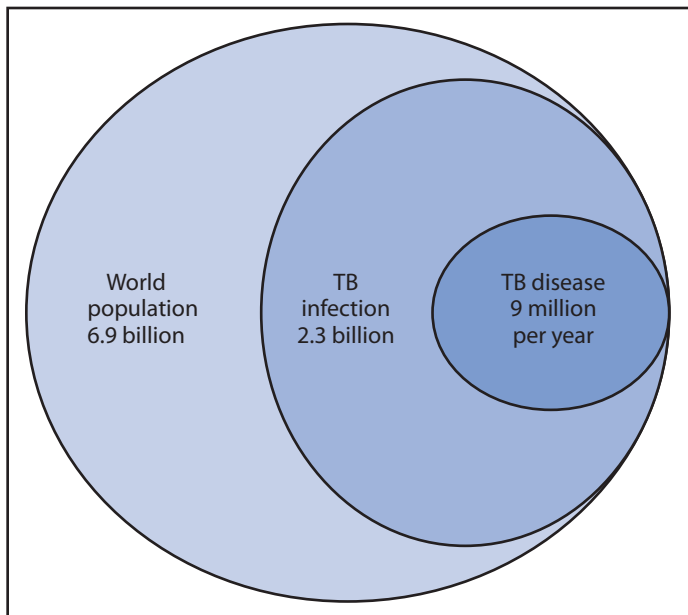 World
population
6.9 billion
TB
infection
2.3 billion
TB disease
9 million
per year